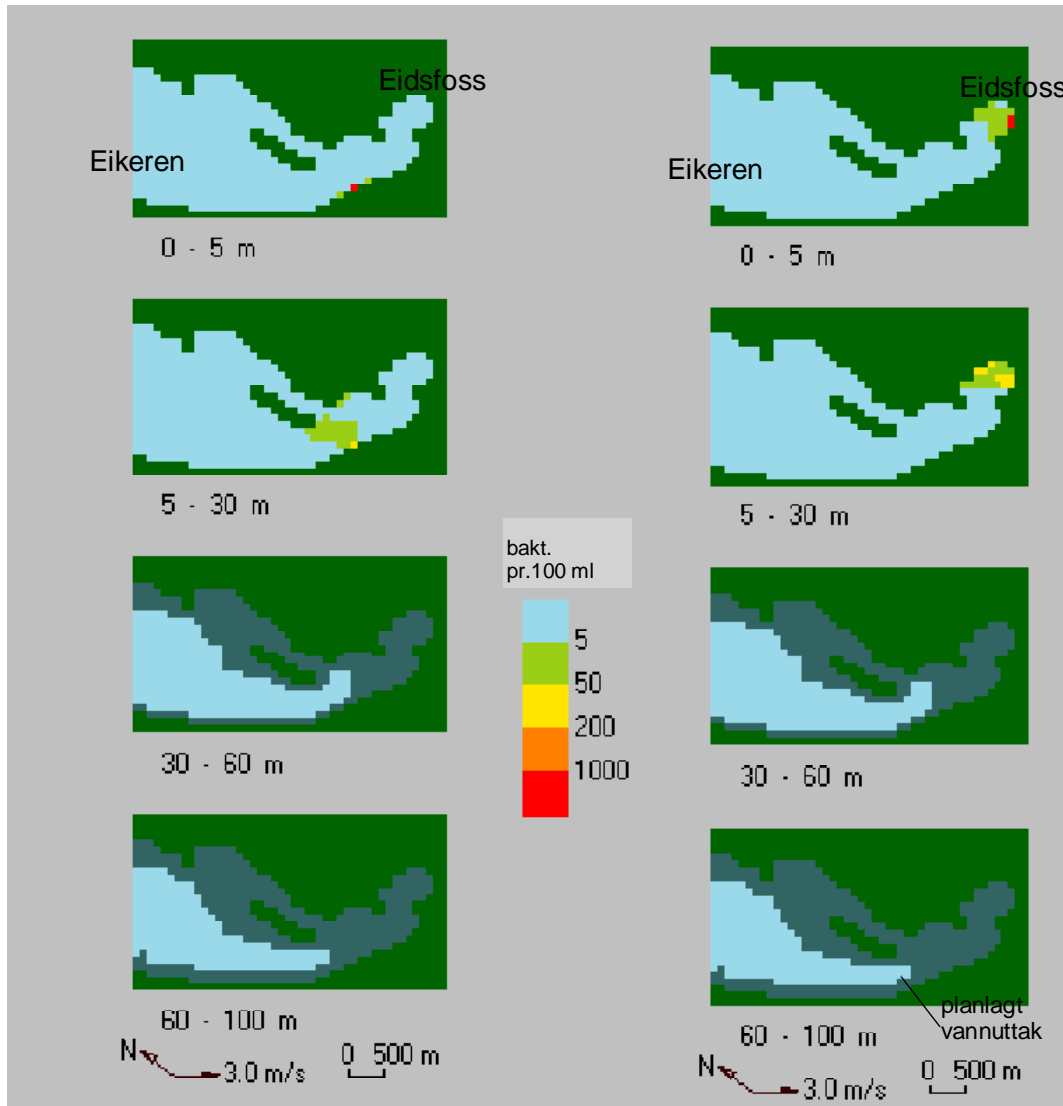 Eidsfoss
Eikeren
0 - 5 m
5 - 30 m
30 - 60 m
60 - 100 m
N
3.0 m/s
0 500 m
bakt.
pr.100 ml
5
50
200
1000
Eidsfoss
Eikeren
0 - 5 m
5 - 30 m
30 - 60 m
planlagt
vannuttak
60 - 100 m
N
3.0 m/s
0 500 m